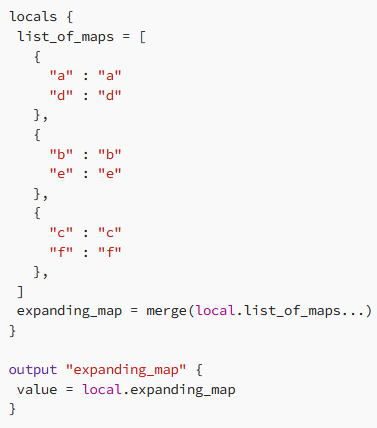 locals {
 list_of_maps = [
   {
     "a" : "a"
     "d" : "d"
   },
   {
     "b" : "b"
     "e" : "e"
   },
   {
     "c" : "c"
     "f" : "f"
   },
 ]
 expanding_map = merge(local.list_of_maps...)
}

output "expanding_map" {
 value = local.expanding_map
}